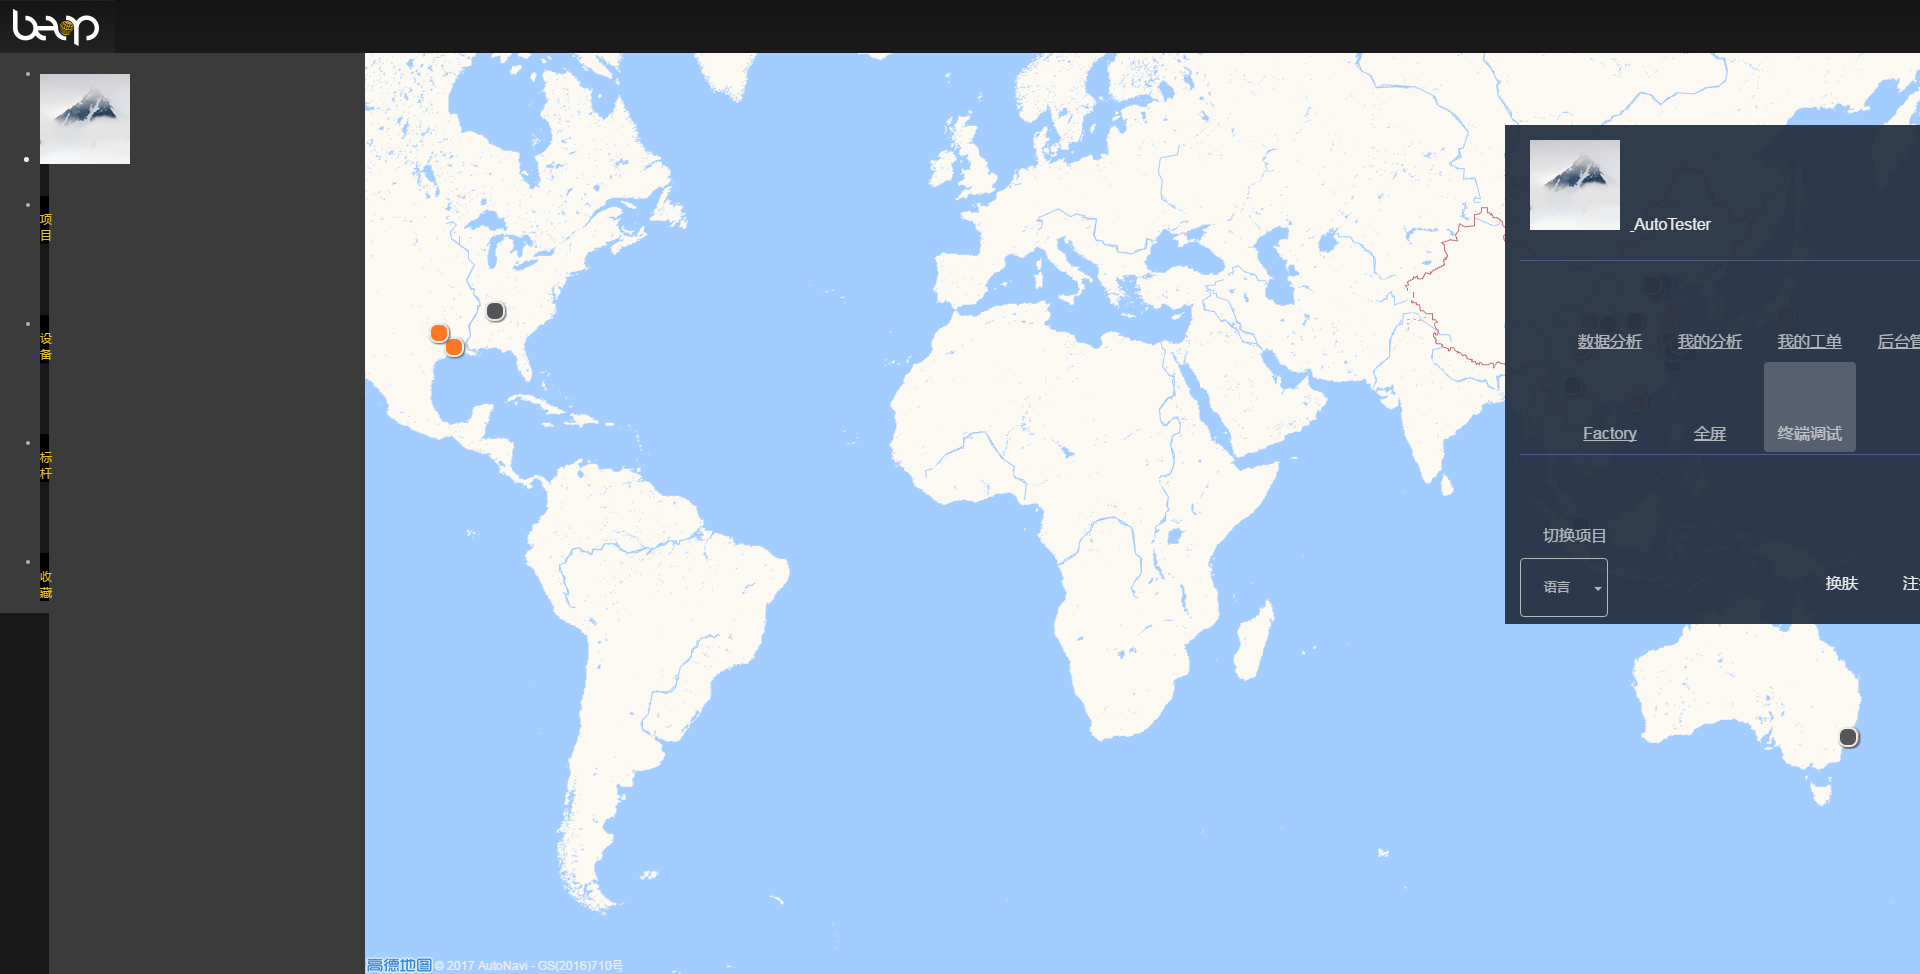 beop
项
目
设
备
标
杆
收
藏
_AutoTester
数据分析 我的分析 我的工单 后台管
Factory 全屏 终端调试
切换项目
语言 换肤 注
高德地图 © 2017 AutoNavi - GS(2016)710号